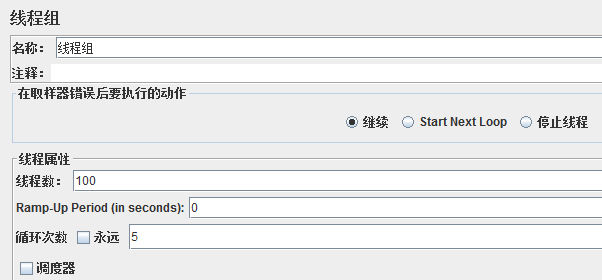 线程组
名称： 线程组
注释：
在取样器错误后要执行的动作
继续 Start Next Loop 停止线程
线程属性
线程数： 100
Ramp-Up Period (in seconds): 0
循环次数 永远 5
调度器